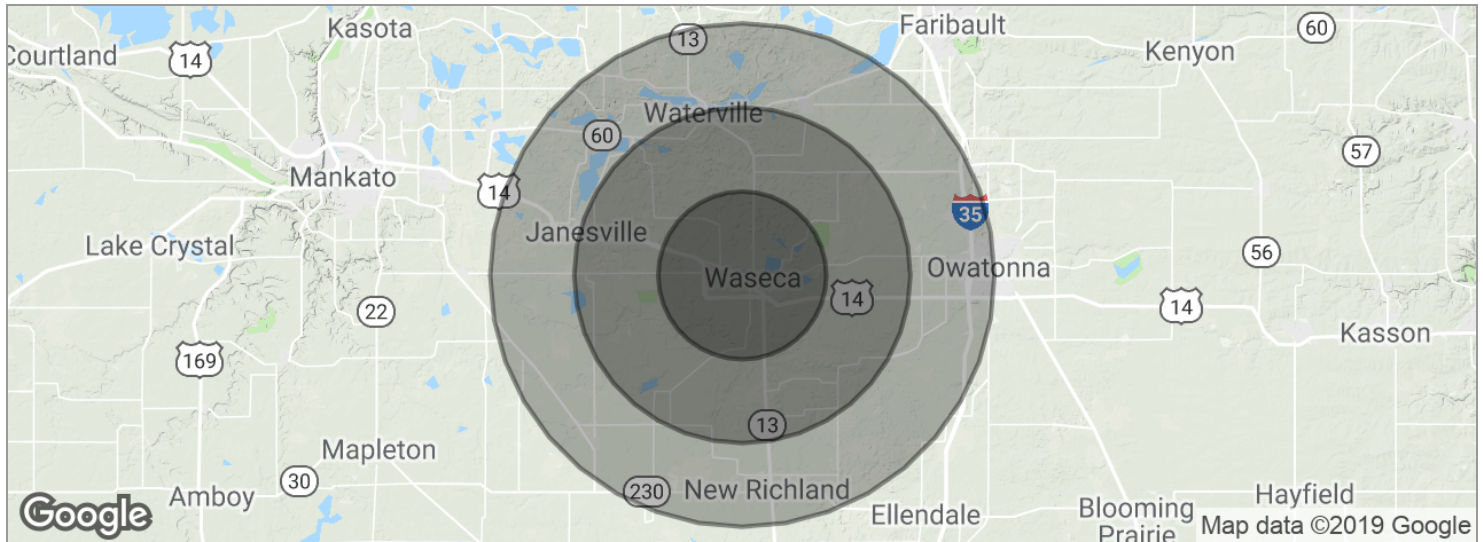 Kasota
13
Faribault
60
Courtland
14
Kenyon
Waterville
60
57
Mankato
14
35
Janesville
Lake Crystal
56
Waseca
Owatonna
14
14
22
169
Kasson
13
Mapleton
30
230
New Richland
Amboy
Ellendale
Blooming
Prairie
Hayfield
Google
Map data ©2019 Google